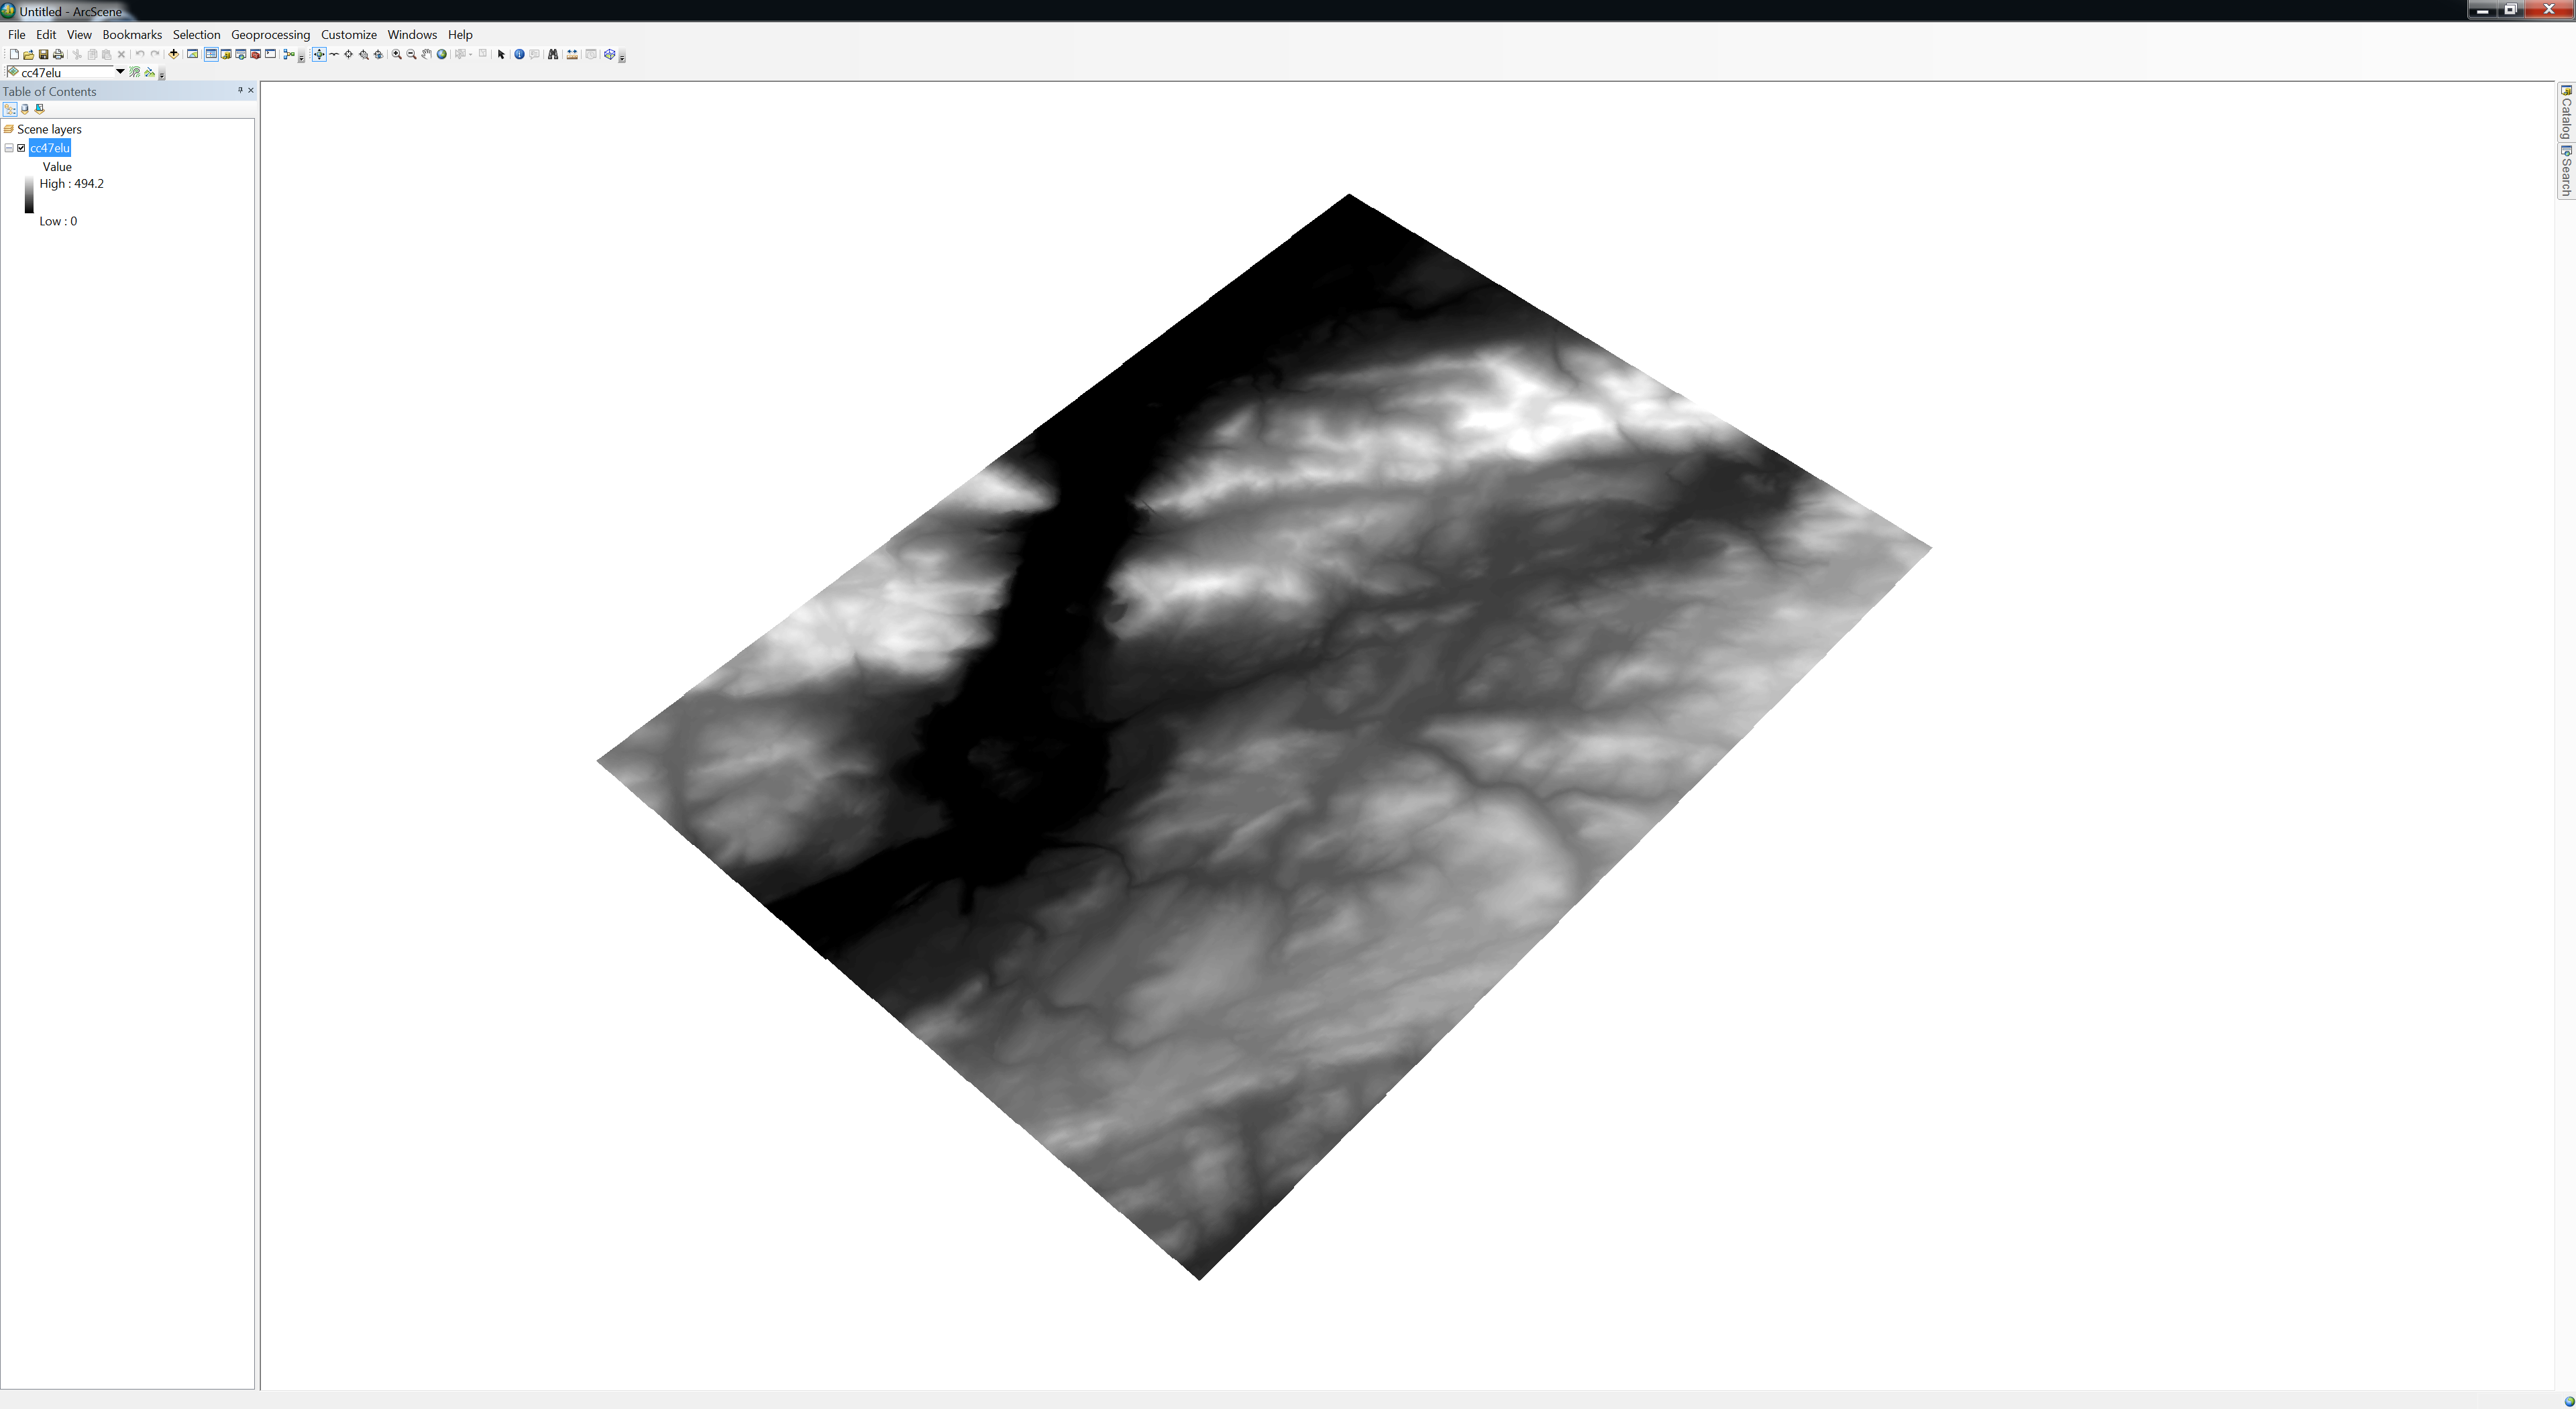 Untitled - ArcScene
File Edit View Bookmarks Selection Geoprocessing Customize Windows Help
cc47elu
Table of Contents
Scene layers
cc47elu
Value
High : 494.2
Low : 0
Catalog
Search